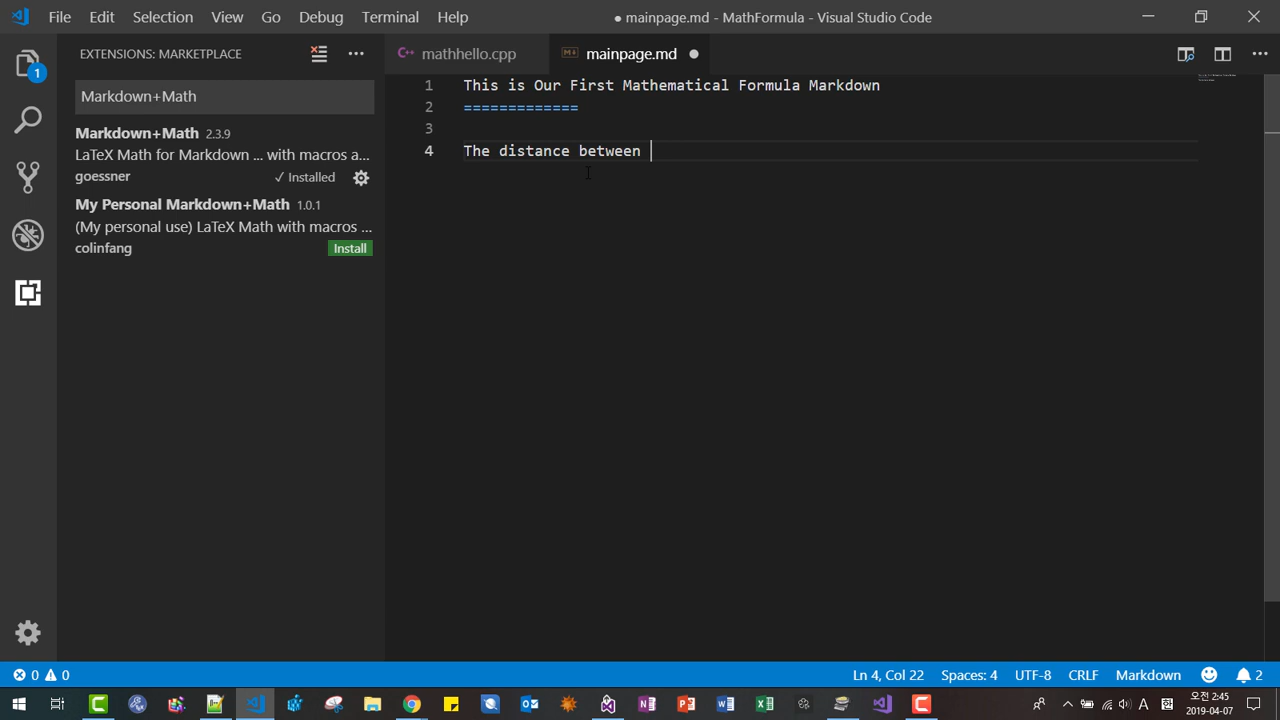 File Edit Selection View Go Debug Terminal Help
● mainpage.md - MathFormula - Visual Studio Code
EXTENSIONS: MARKETPLACE
mathhello.cpp
mainpage.md
1
Markdown+Math
Markdown+Math 2.3.9
LaTeX Math for Markdown ... with macros a...
goessner
✓ Installed
My Personal Markdown+Math 1.0.1
(My personal use) LaTeX Math with macros ...
colinfang
Install
1 This is Our First Mathematical Formula Markdown
2 =============
3
4 The distance between
0 0
Ln 4, Col 22 Spaces: 4 UTF-8 CRLF Markdown 2
A 오전 2:45
2019-04-07